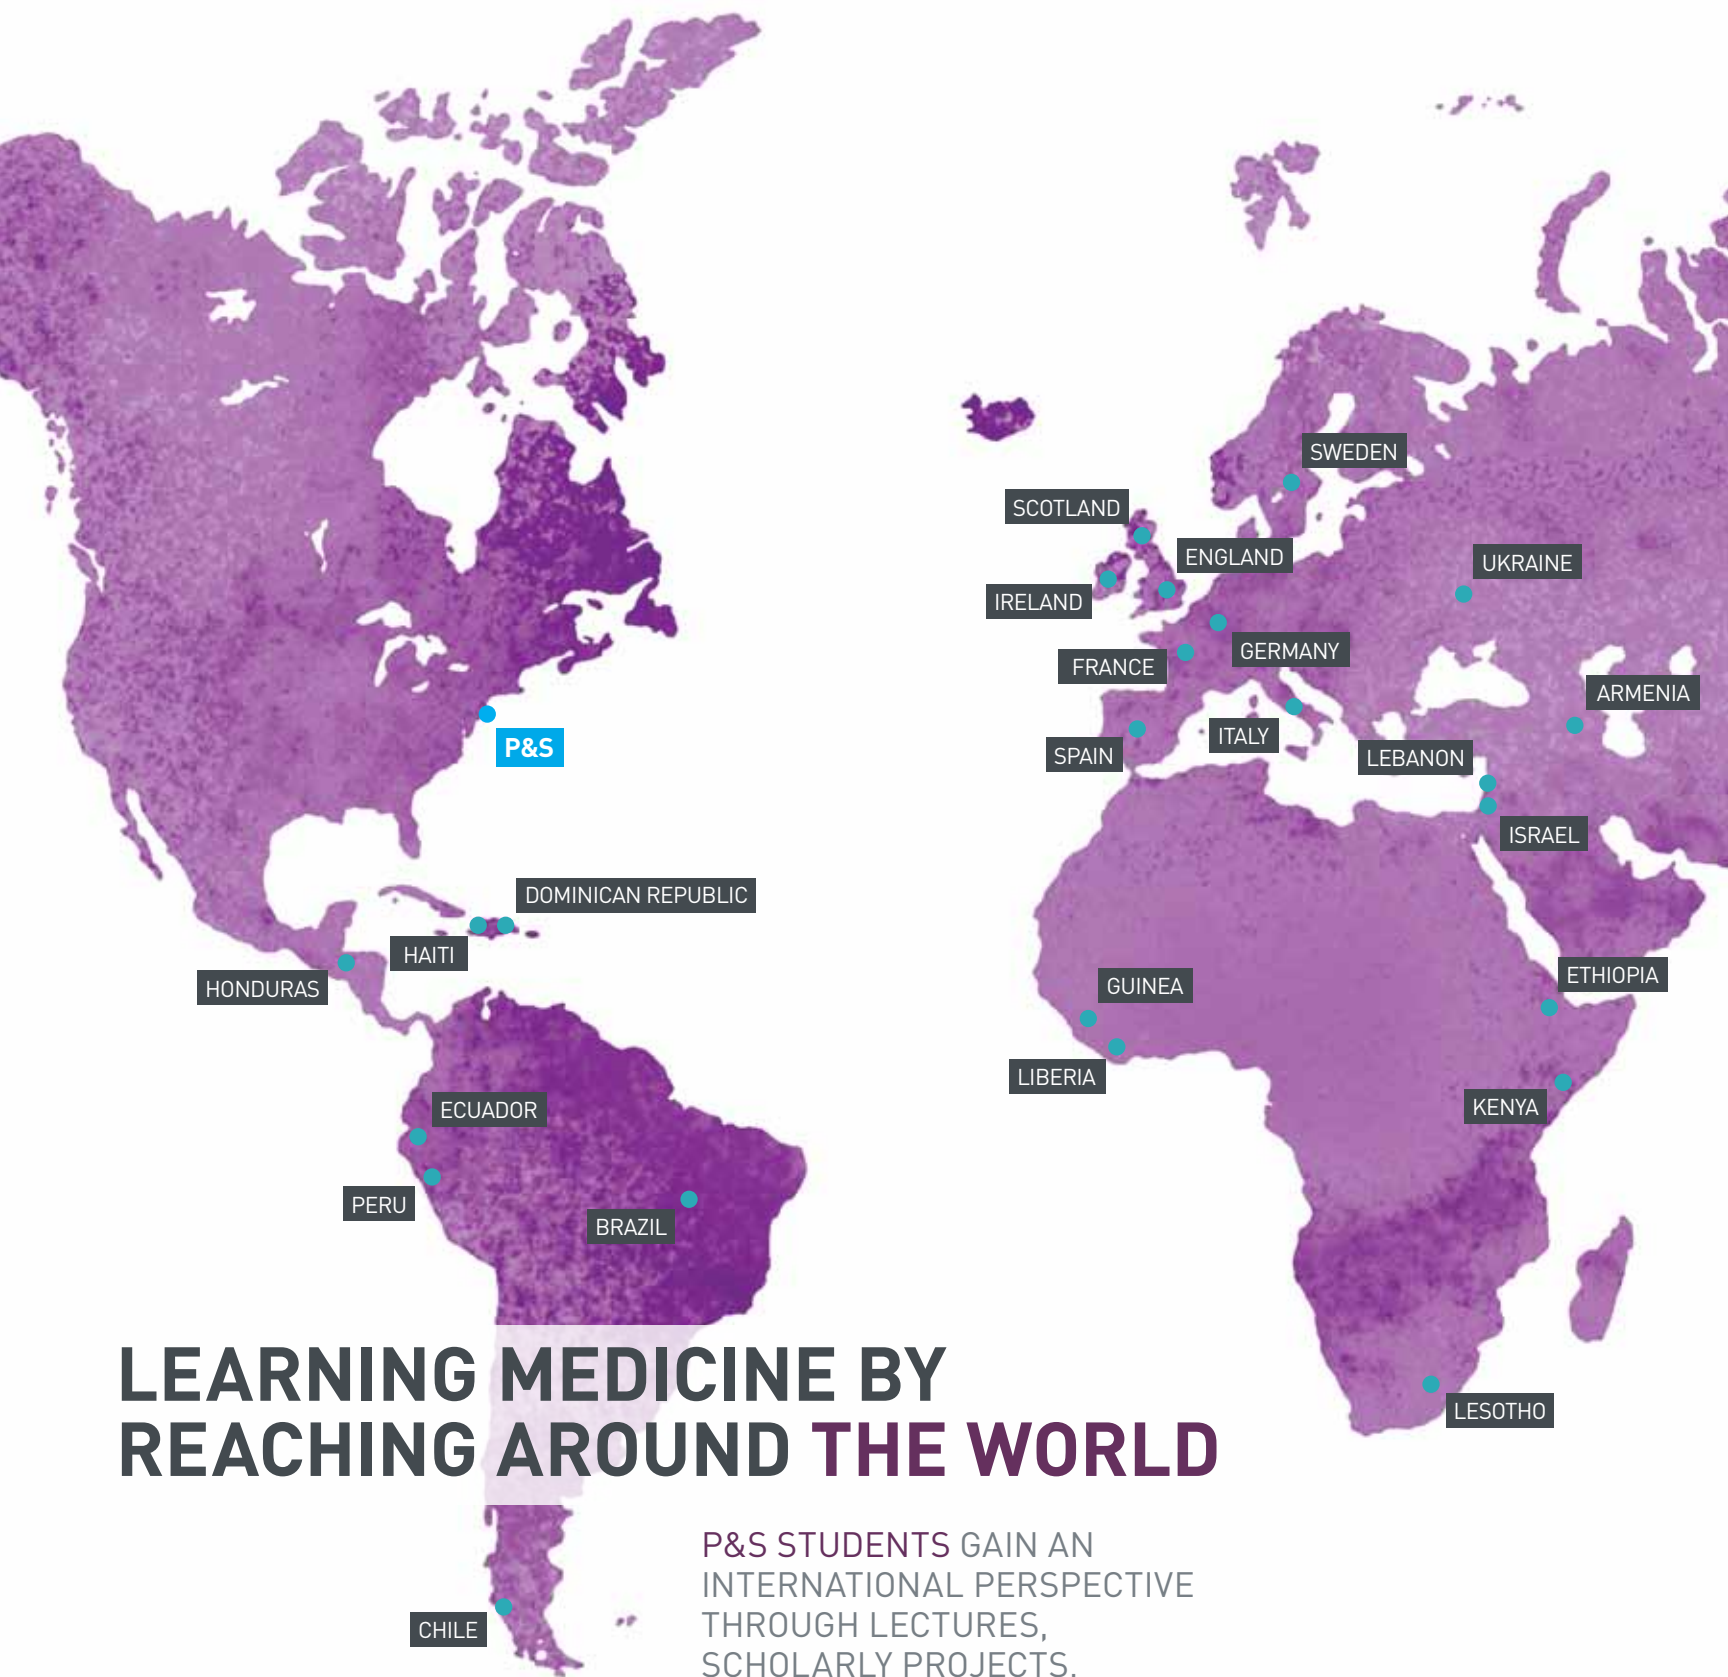 SWEDEN
SCOTLAND
ENGLAND
UKRAINE
IRELAND
GERMANY
FRANCE
ARMENIA
ITALY
P&S
SPAIN
LEBANON
ISRAEL
DOMINICAN REPUBLIC
HAITI
ETHIOPIA
HONDURAS
GUINEA
LIBERIA
KENYA
ECUADOR
PERU
BRAZIL
LEARNING MEDICINE BY
REACHING AROUND THE WORLD
LESOTHO
P&S STUDENTS GAIN AN
INTERNATIONAL PERSPECTIVE
THROUGH LECTURES,
SCHOLARLY PROJECTS,
CHILE